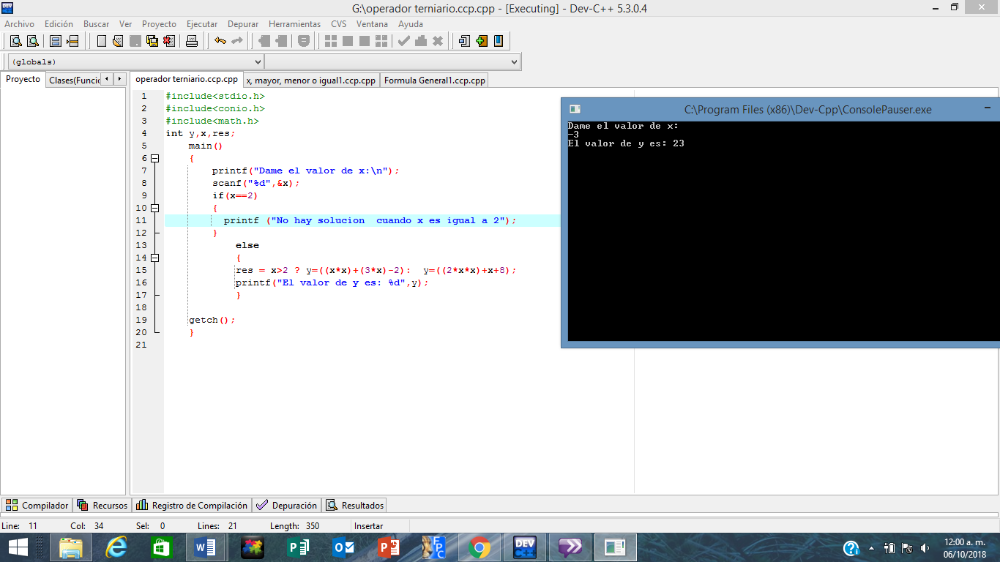 G:\operador terniario.ccp.cpp - [Executing] - Dev-C++ 5.3.0.4
Archivo Edición Buscar Ver Proyecto Ejecutar Depurar Herramientas CVS Ventana Ayuda
(globals)
Proyecto Clases(Funcio
operador terniario.ccp.cpp x, mayor, menor o igual1.ccp.cpp Formula General1.ccp.cpp
1 #include<stdio.h>
2 #include<conio.h>
3 #include<math.h>
4 int y,x,res;
5 main()
6 {
7 printf("Dame el valor de x:\n");
8 scanf("%d",&x);
9 if(x==2)
10 {
11 printf ("No hay solucion  cuando x es igual a 2");
12 }
13 else
14 {
15 res = x>2 ? y=((x*x)+(3*x)-2):  y=((2*x*x)+x+8);
16 printf("El valor de y es: %d",y);
17 }
18
19 getch();
20 }
21
C:\Program Files (x86)\Dev-Cpp\ConsolePauser.exe
Dame el valor de x:
-3
El valor de y es: 23
Compilador Recursos Registro de Compilación Depuración Resultados
Line: 11 Col: 34 Sel: 0 Lines: 21 Length: 350 Insertar
DEV C++
12:00 a. m.
06/10/2018